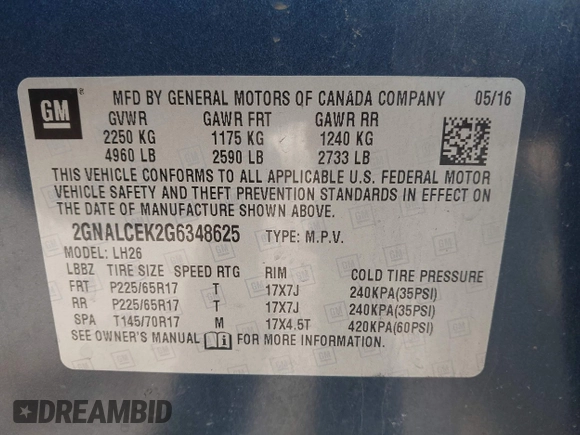 GM
MFD BY GENERAL MOTORS OF CANADA COMPANY 05/16
GVWR GAWR FRT GAWR RR
2250 KG 1175 KG 1240 KG
4960 LB 2590 LB 2733 LB
THIS VEHICLE CONFORMS TO ALL APPLICABLE U.S. FEDERAL MOTOR
VEHICLE SAFETY AND THEFT PREVENTION STANDARDS IN EFFECT ON
THE DATE OF MANUFACTURE SHOWN ABOVE.
2GNALCEK2G6348625 TYPE: M.P.V.
MODEL: LH26
LBBZ TIRE SIZE SPEED RTG RIM COLD TIRE PRESSURE
FRT P225/65R17 T 17X7J 240KPA(35PSI)
RR P225/65R17 T 17X7J 240KPA(35PSI)
SPA T145/70R17 M 17X4.5T 420KPA(60PSI)
SEE OWNER'S MANUAL FOR MORE INFORMATION.
DREAMBID